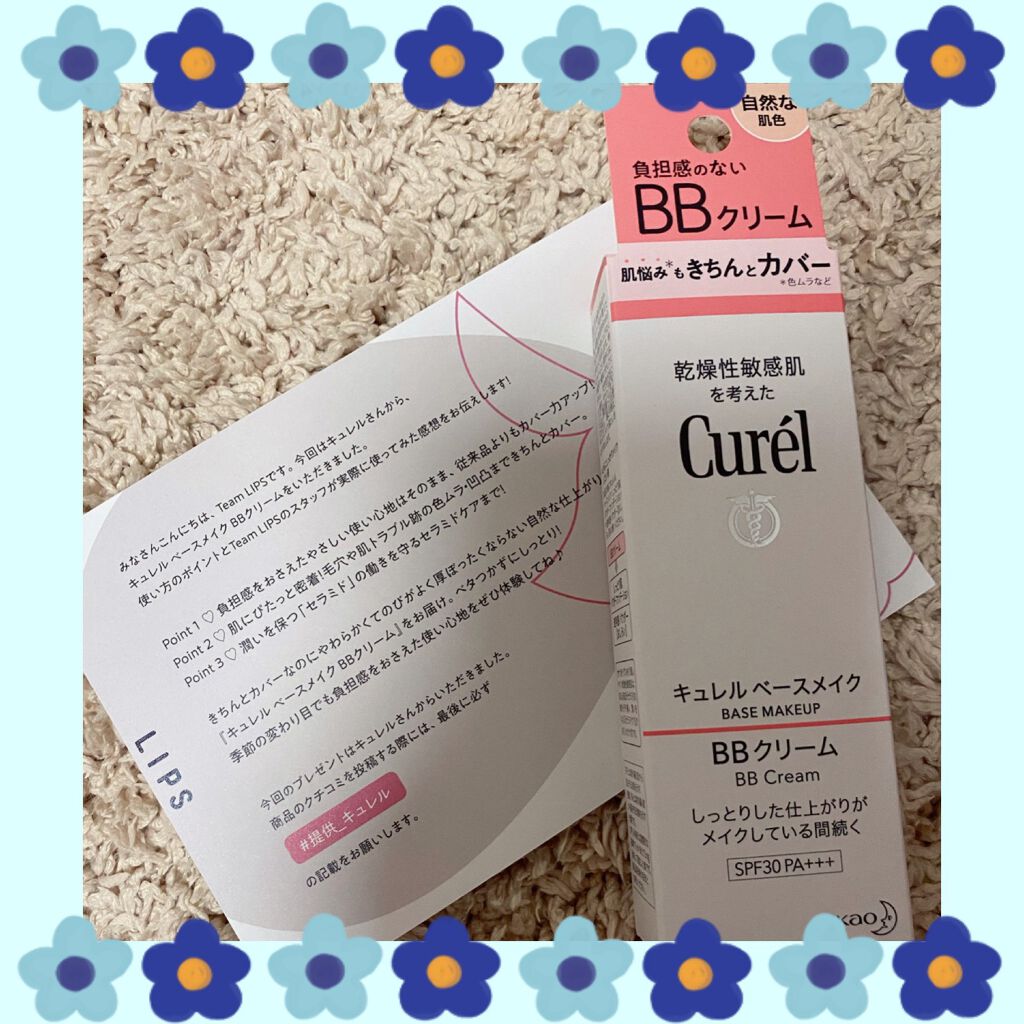 みなさんこんにちは、Team LIPSです。今回はキュレルさんから、
キュレル ベースメイク BBクリームをいただきました。
使い方のポイントとTeam LIPSのスタッフが実際に使ってみた感想をお伝えします!
Point 1 ♡ 負担感をおさえたやさしい使い心地はそのまま、従来品よりもカバー力アップ!
Point 2 ♡ 肌にぴたっと密着!毛穴や肌トラブル跡の色ムラ・凹凸まできちんとカバー。
Point 3 ♡ 潤いを保つ「セラミド」の働きを守るセラミドケアまで!
きちんとカバーなのにやわらかくてのびがよく厚ぼったくならない自然な仕上がり
『キュレル ベースメイク BBクリーム』をお届け。ベタつかずにしっとり!
季節の変わり目でも負担感をおさえた使い心地をぜひ体験してね♪
今回のプレゼントはキュレルさんからいただきました。
商品のクチコミを投稿する際には、最後に必ず
#提供_キュレル
の記載をお願いします。
LIPS
自然な
肌色
負担感のない
BBクリーム
肌悩み*もきちんとカバー
*色ムラなど
乾燥性敏感肌
を考えた
Curél
キュレル ベースメイク
BASE MAKEUP
BBクリーム
BB Cream
しっとりした仕上がりが
メイクしている間続く
SPF30 PA+++
kao